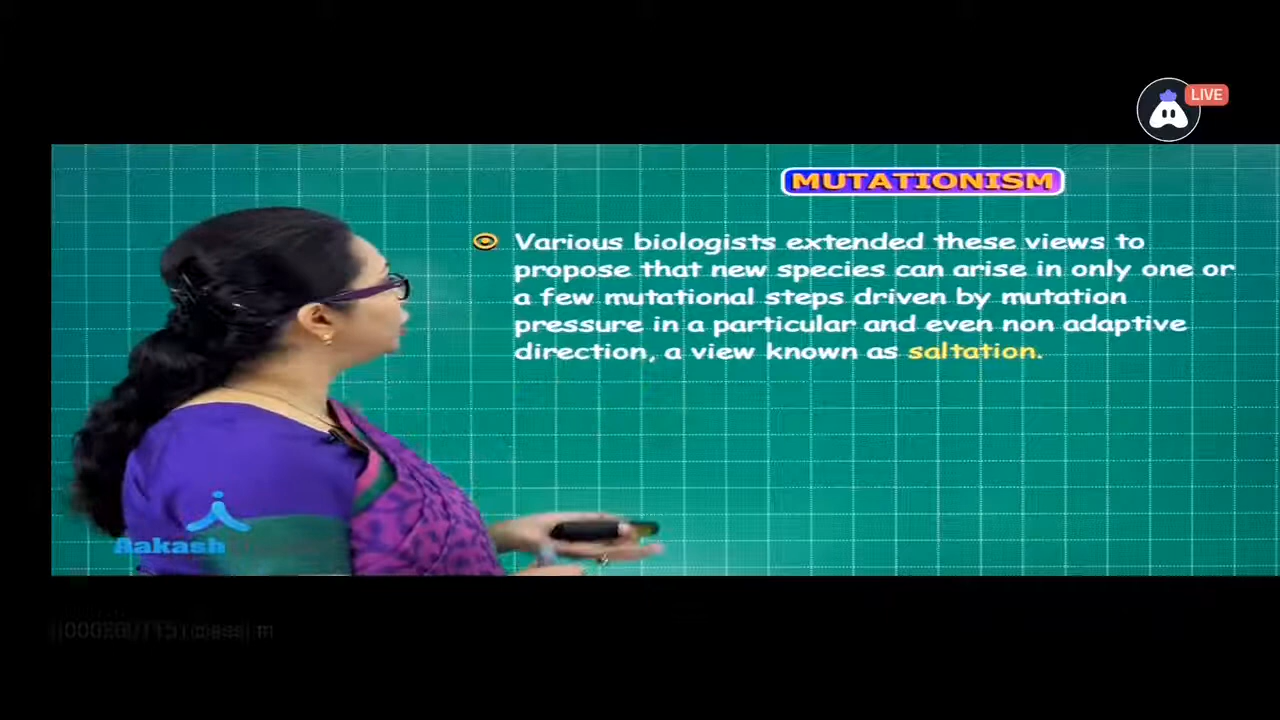 LIVE
MUTATIONISM
Various biologists extended these views to
propose that new species can arise in only one or
a few mutational steps driven by mutation
pressure in a particular and even non adaptive
direction, a view known as saltation.
Aakash